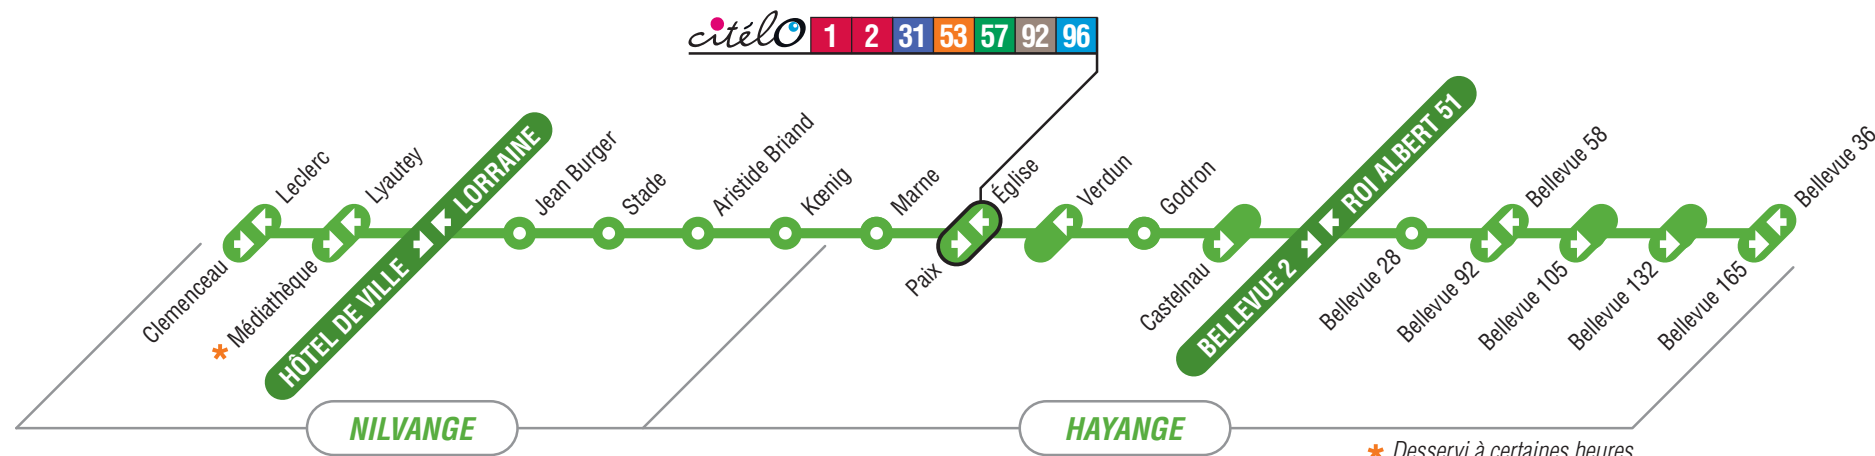 citélo 1 2 31 53 57 92 96
Leclerc
Clemenceau
Lyautey
* Médiathèque
HÔTEL DE VILLE LORRAINE
Jean Burger
Stade
Aristide Briand
Kœnig
Marne
Église
Paix
Verdun
Godron
Castelnau
BELLEVUE 2 ROI ALBERT 51
Bellevue 28
Bellevue 58
Bellevue 92
Bellevue 105
Bellevue 132
Bellevue 36
Bellevue 165
NILVANGE
HAYANGE
* Desservi à certaines heures